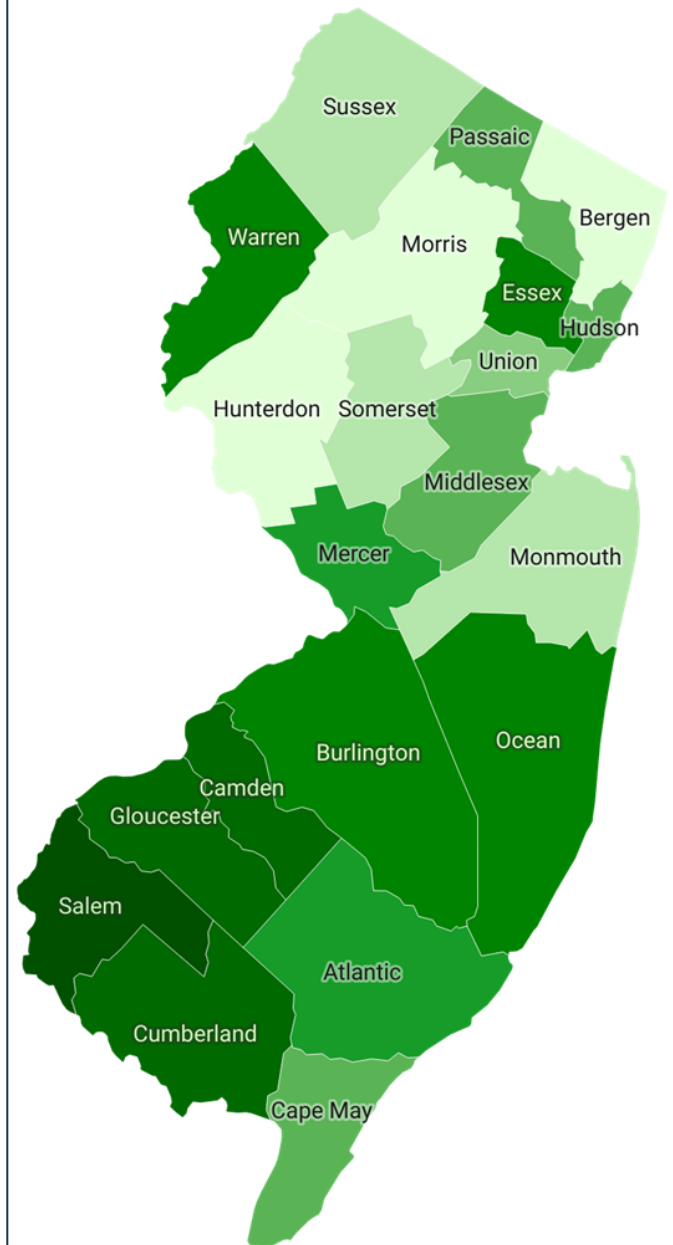 Sussex
Passaic
Bergen
Warren
Morris
Essex
Hudson
Union
Hunterdon
Somerset
Middlesex
Mercer
Monmouth
Ocean
Burlington
Camden
Gloucester
Salem
Atlantic
Cumberland
Cape May